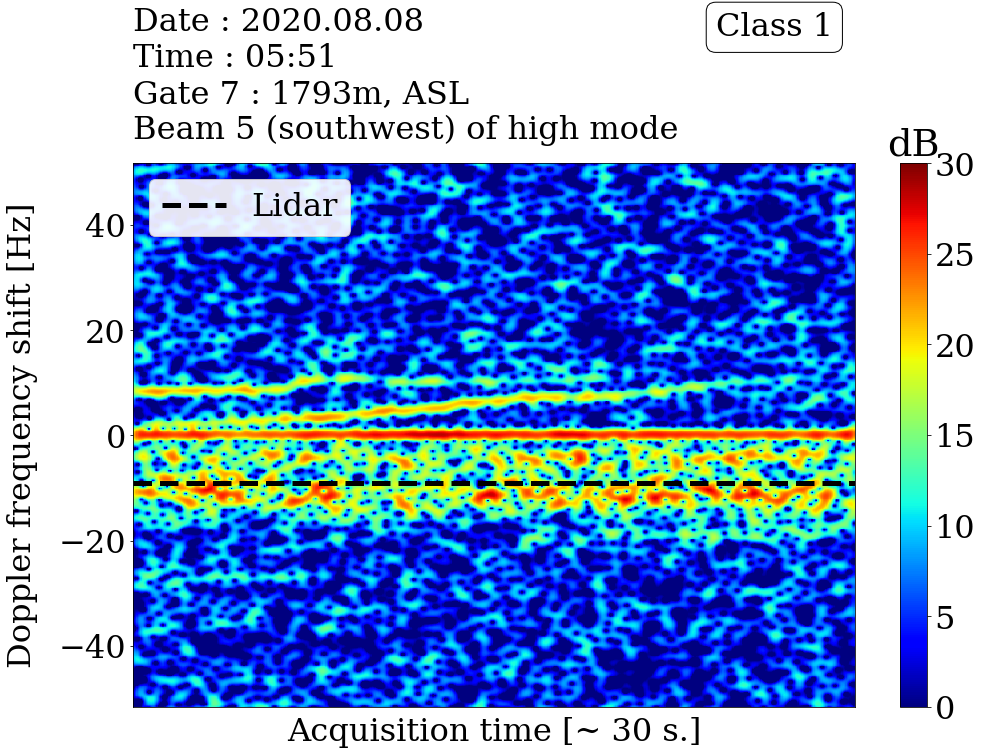 Date : 2020.08.08
Time : 05:51
Gate 7 : 1793m, ASL
Beam 5 (southwest) of high mode
Class 1
dB
Lidar
Doppler frequency shift [Hz]
40
20
0
−20
−40
30
25
20
15
10
5
0
Acquisition time [~ 30 s.]